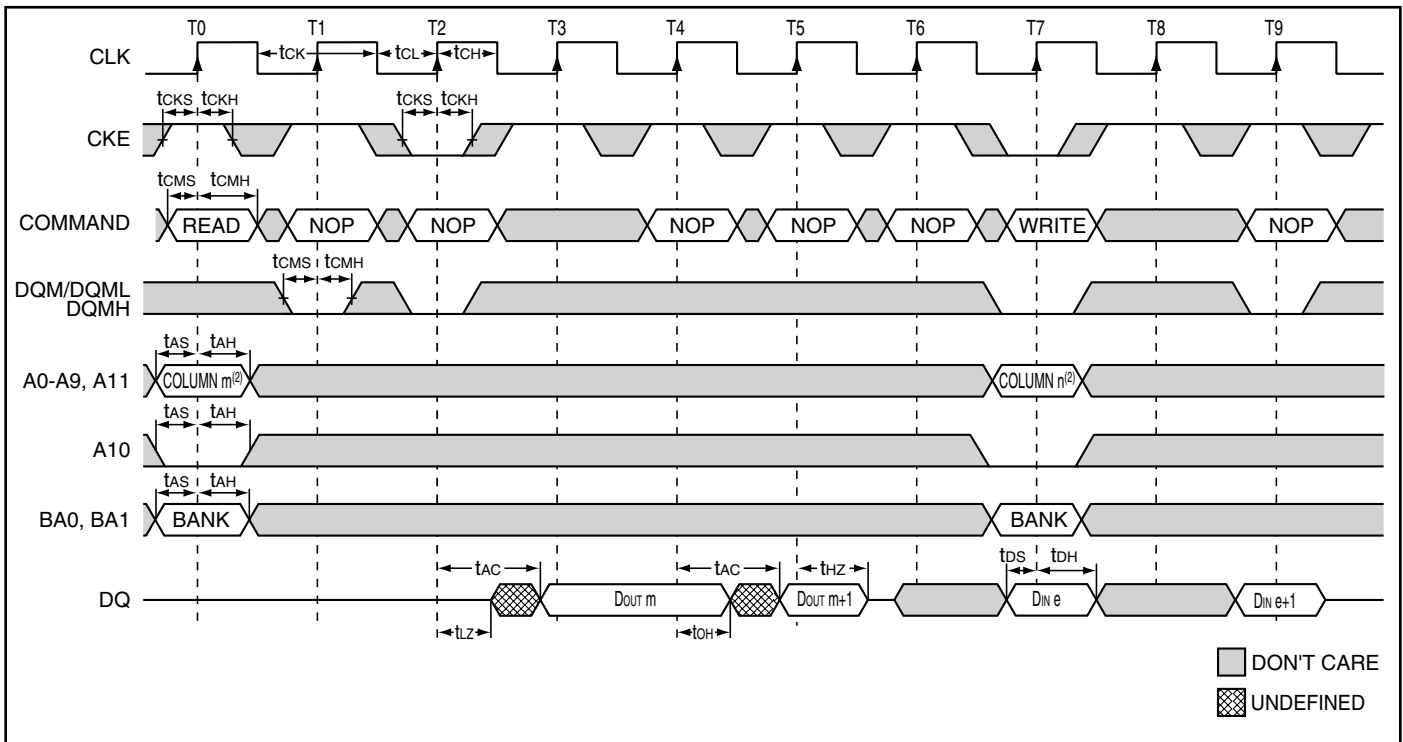 T0 T1 T2 T3 T4 T5 T6 T7 T8 T9
CLK tCK tCL tCH
tCKS tCKH tCKS tCKH
CKE
tCMS tCMH
COMMAND READ NOP NOP NOP NOP NOP WRITE NOP
tCMS tCMH
DQM/DQML
DQMH
tAS tAH
A0-A9, A11 COLUMN m(2) COLUMN n(2)
tAS tAH
A10
tAS tAH
BA0, BA1 BANK BANK
tAC tAC tHZ tDS tDH
DQ DOUT m DOUT m+1 DIN e DIN e+1
tLZ tOH
DON'T CARE
UNDEFINED